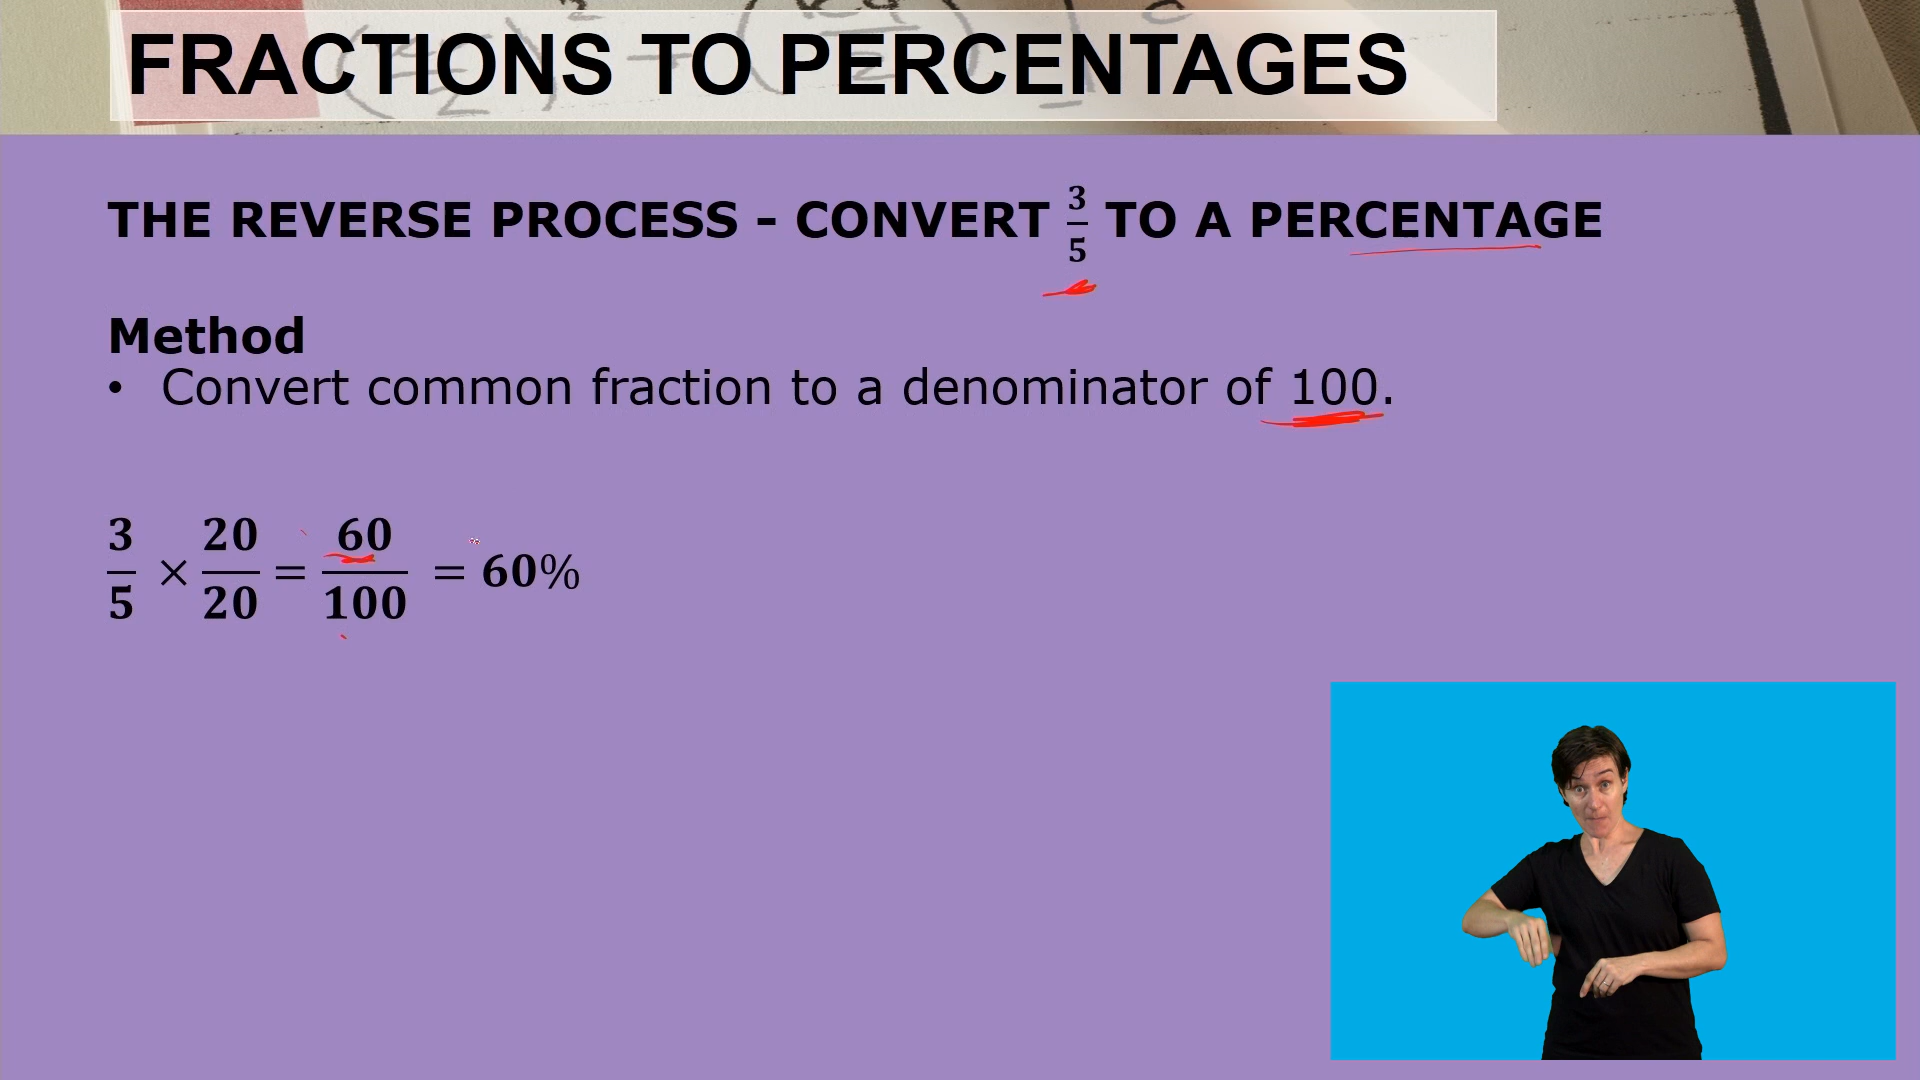 FRACTIONS TO PERCENTAGES
THE REVERSE PROCESS - CONVERT 3/5 TO A PERCENTAGE
Method
• Convert common fraction to a denominator of 100.
3/5 × 20/20 = 60/100 = 60%